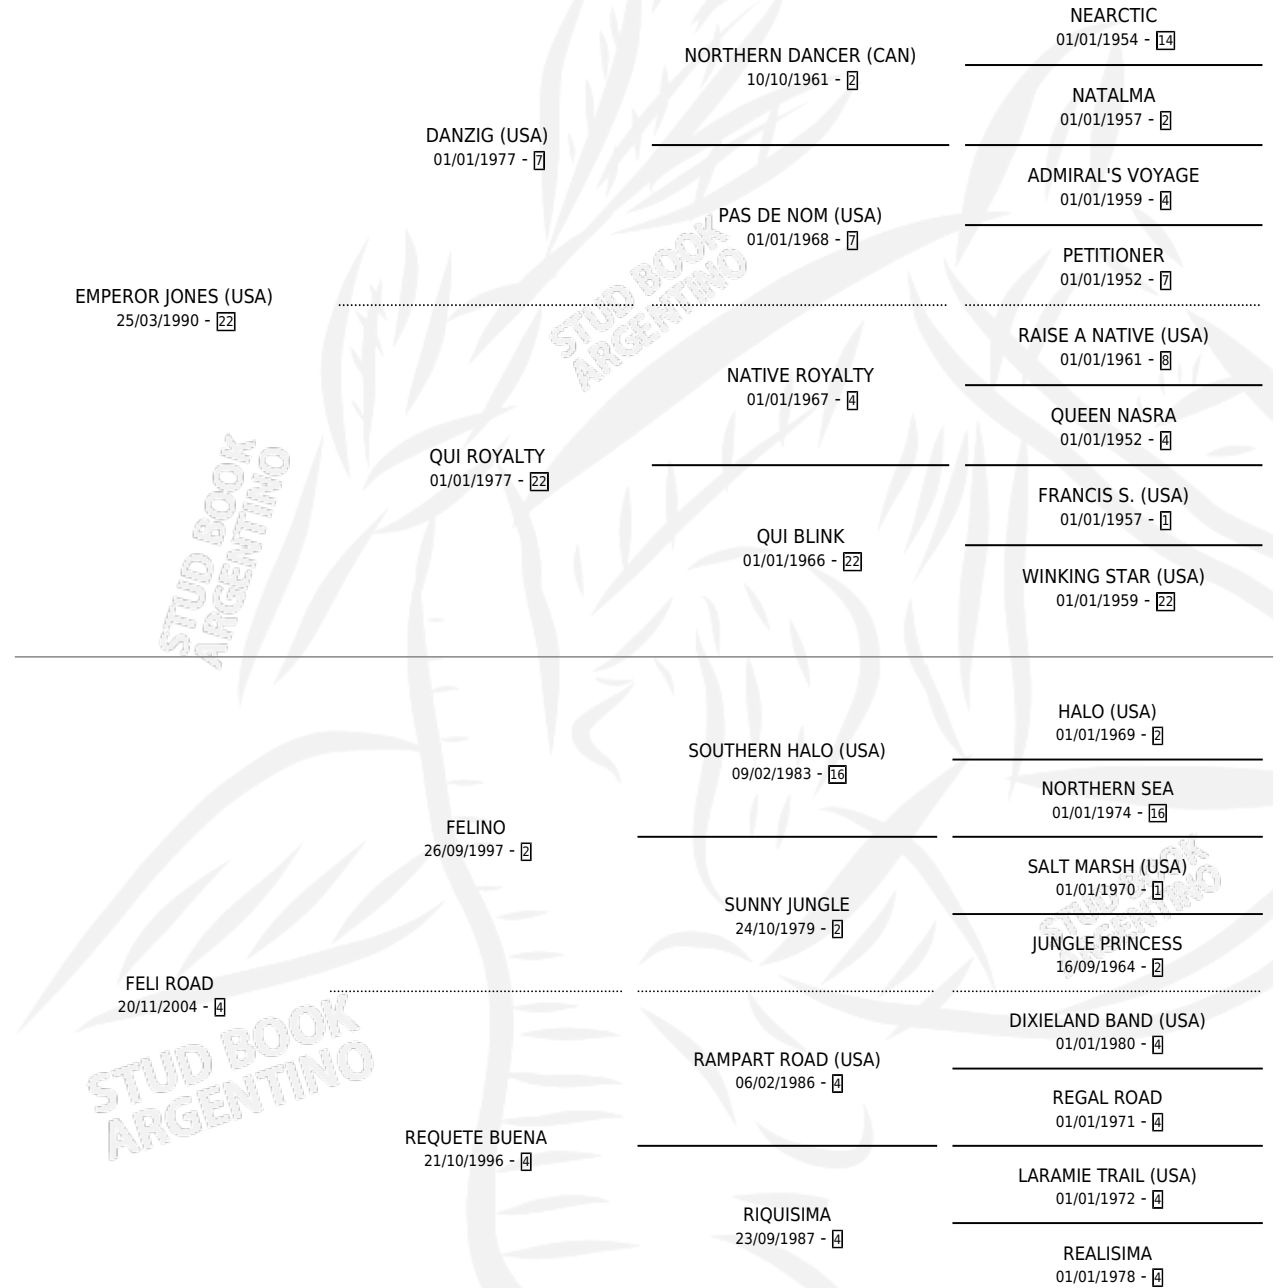 NEARCTIC
01/01/1954 - 14
NORTHERN DANCER (CAN)
10/10/1961 - 2
NATALMA
01/01/1957 - 2
DANZIG (USA)
01/01/1977 - 7
ADMIRAL'S VOYAGE
01/01/1959 - 4
PAS DE NOM (USA)
01/01/1968 - 7
PETITIONER
01/01/1952 - 7
EMPEROR JONES (USA)
25/03/1990 - 22
RAISE A NATIVE (USA)
01/01/1961 - 8
NATIVE ROYALTY
01/01/1967 - 4
QUEEN NASRA
01/01/1952 - 4
QUI ROYALTY
01/01/1977 - 22
FRANCIS S. (USA)
01/01/1957 - 1
QUI BLINK
01/01/1966 - 22
WINKING STAR (USA)
01/01/1959 - 22
STUD BOOK
ARGENTINO
STUD BOOK
ARGENTINO
HALO (USA)
01/01/1969 - 2
SOUTHERN HALO (USA)
09/02/1983 - 16
NORTHERN SEA
01/01/1974 - 16
FELINO
26/09/1997 - 2
SALT MARSH (USA)
01/01/1970 - 1
SUNNY JUNGLE
24/10/1979 - 2
JUNGLE PRINCESS
16/09/1964 - 2
FELI ROAD
20/11/2004 - 4
DIXIELAND BAND (USA)
01/01/1980 - 4
RAMPART ROAD (USA)
06/02/1986 - 4
REGAL ROAD
01/01/1971 - 4
REQUETE BUENA
21/10/1996 - 4
LARAMIE TRAIL (USA)
01/01/1972 - 4
RIQUISIMA
23/09/1987 - 4
REALISIMA
01/01/1978 - 4
STUD BOOK
ARGENTINO
STUD BOOK
ARGENTINO